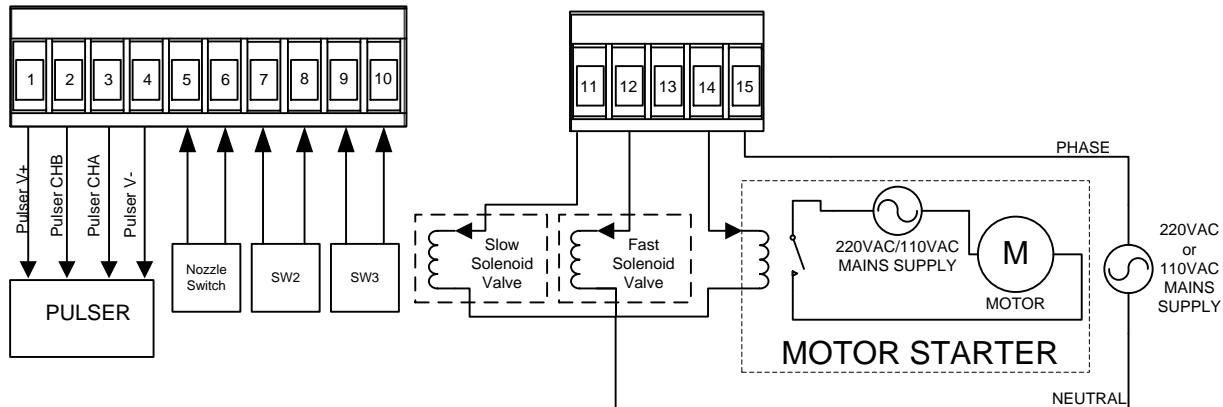 1 2 3 4 5 6 7 8 9 10
11 12 13 14 15
Pulser V+
Pulser CHB
Pulser CHA
Pulser V-
PULSER
Nozzle
Switch
SW2
SW3
Slow
Solenoid
Valve
Fast
Solenoid
Valve
220VAC/110VAC
MAINS SUPPLY
M
MOTOR
MOTOR STARTER
PHASE
220VAC
or
110VAC
MAINS
SUPPLY
NEUTRAL